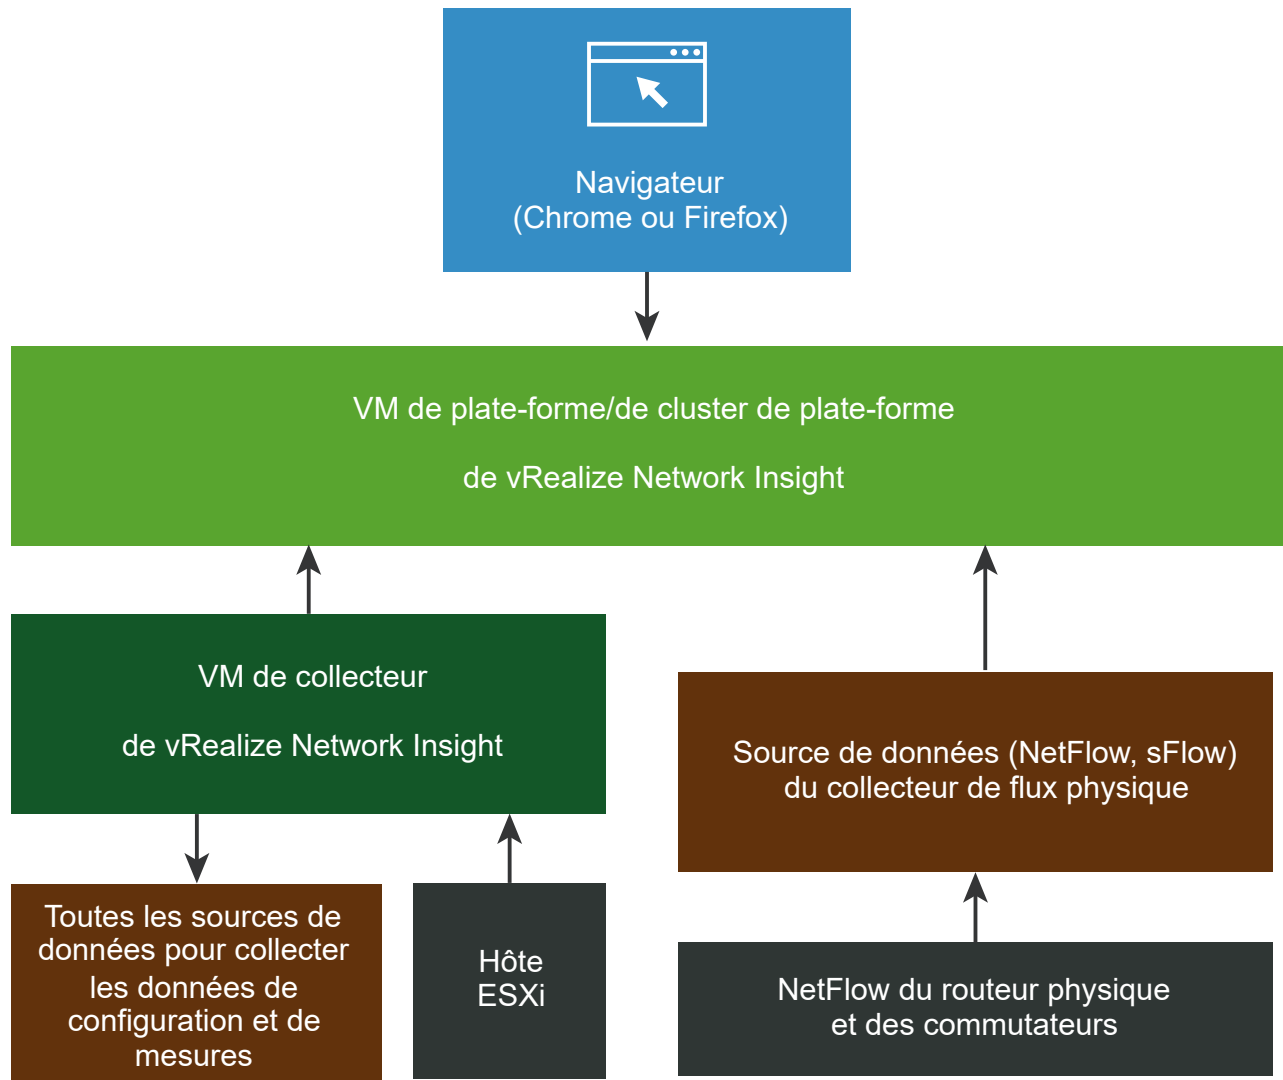 Navigateur
(Chrome ou Firefox)
VM de plate-forme/de cluster de plate-forme
de vRealize Network Insight
VM de collecteur
de vRealize Network Insight
Source de données (NetFlow, sFlow)
du collecteur de flux physique
Toutes les sources de
données pour collecter
les données de
configuration et de
mesures
Hôte
ESXi
NetFlow du routeur physique
et des commutateurs